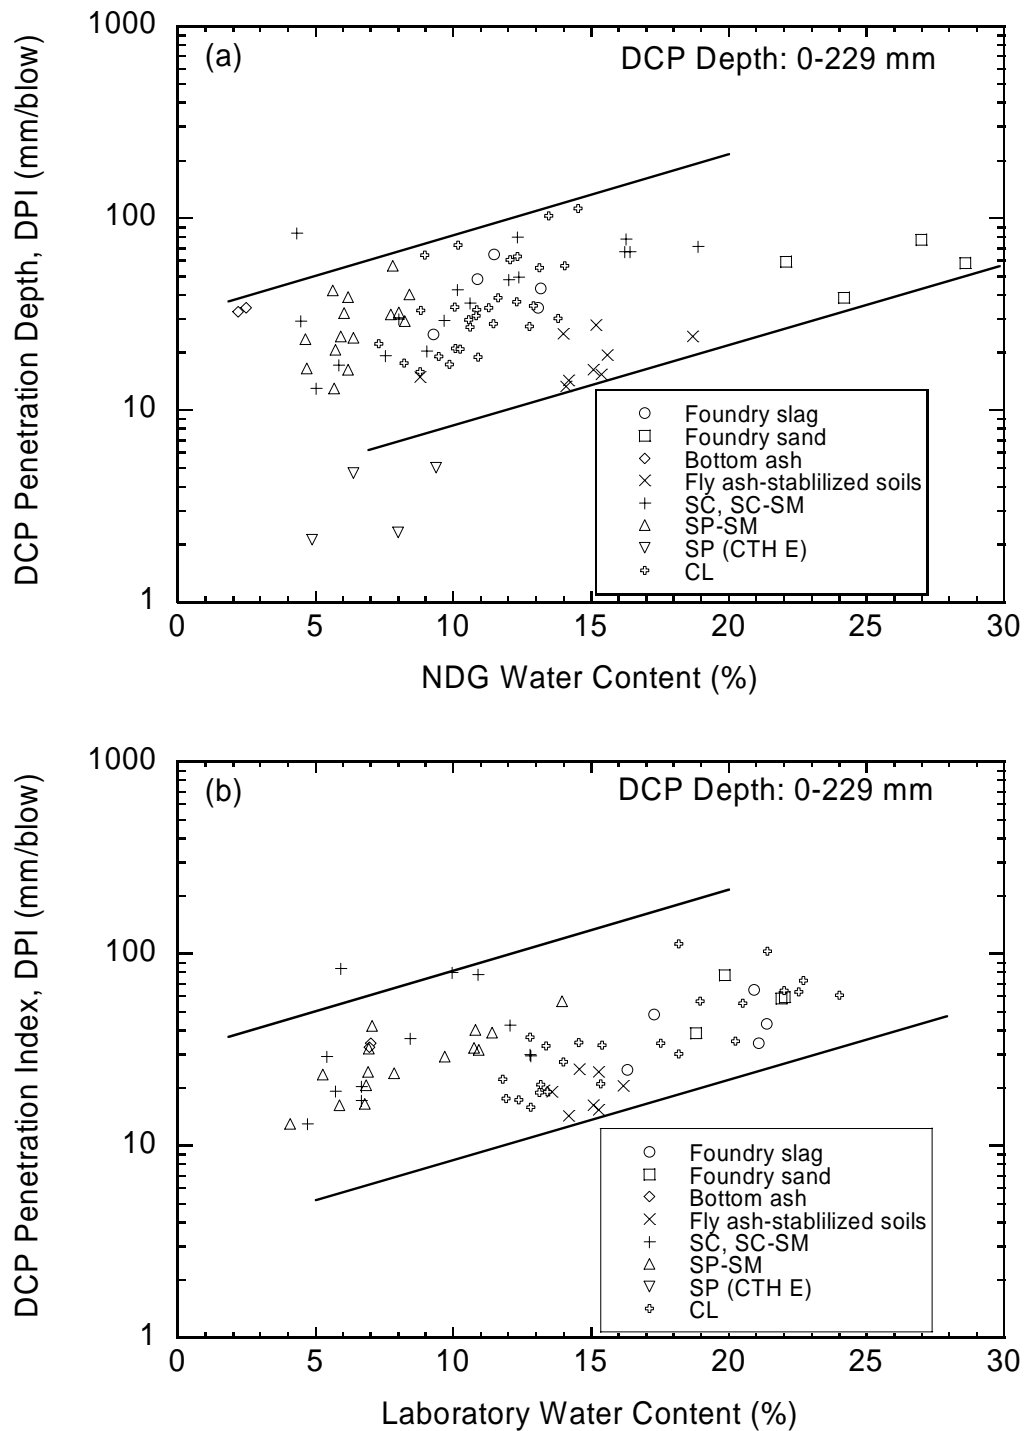 1000
(a)
DCP Depth: 0-229 mm
100
10
1
DCP Penetration Depth, DPI (mm/blow)
Foundry slag
Foundry sand
Bottom ash
Fly ash-stablilized soils
SC, SC-SM
SP-SM
SP (CTH E)
CL
0 5 10 15 20 25 30
NDG Water Content (%)
1000
(b)
DCP Depth: 0-229 mm
100
10
1
DCP Penetration Index, DPI (mm/blow)
Foundry slag
Foundry sand
Bottom ash
Fly ash-stablilized soils
SC, SC-SM
SP-SM
SP (CTH E)
CL
0 5 10 15 20 25 30
Laboratory Water Content (%)